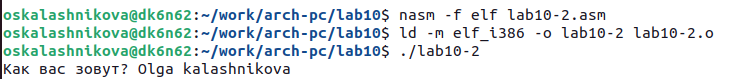 oskalashnikova@dk6n62:~/work/arch-pc/lab10$ nasm -f elf lab10-2.asm
oskalashnikova@dk6n62:~/work/arch-pc/lab10$ ld -m elf_i386 -o lab10-2 lab10-2.o
oskalashnikova@dk6n62:~/work/arch-pc/lab10$ ./lab10-2
Как вас зовут? Olga kalashnikova